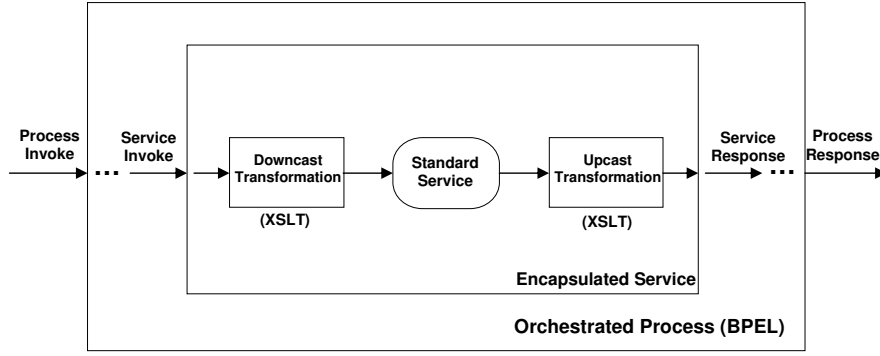 Process
Invoke
...
Service
Invoke
Downcast
Transformation
(XSLT)
Standard
Service
Upcast
Transformation
(XSLT)
Service
Response
...
Process
Response
Encapsulated Service
Orchestrated Process (BPEL)